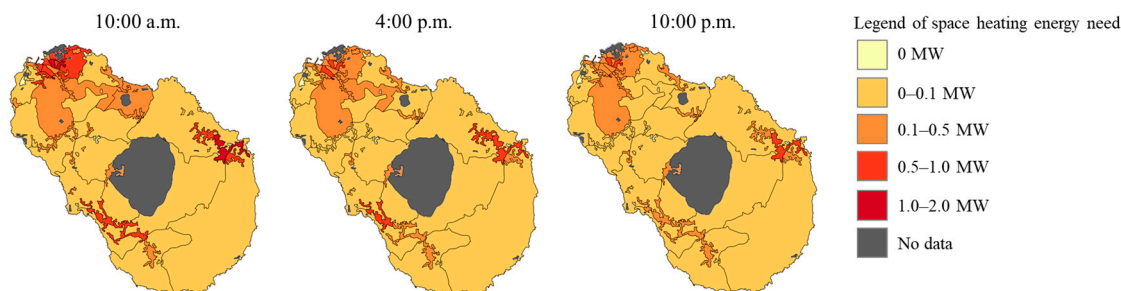 10:00 a.m.
4:00 p.m.
10:00 p.m.
Legend of space heating energy need
0 MW
0–0.1 MW
0.1–0.5 MW
0.5–1.0 MW
1.0–2.0 MW
No data